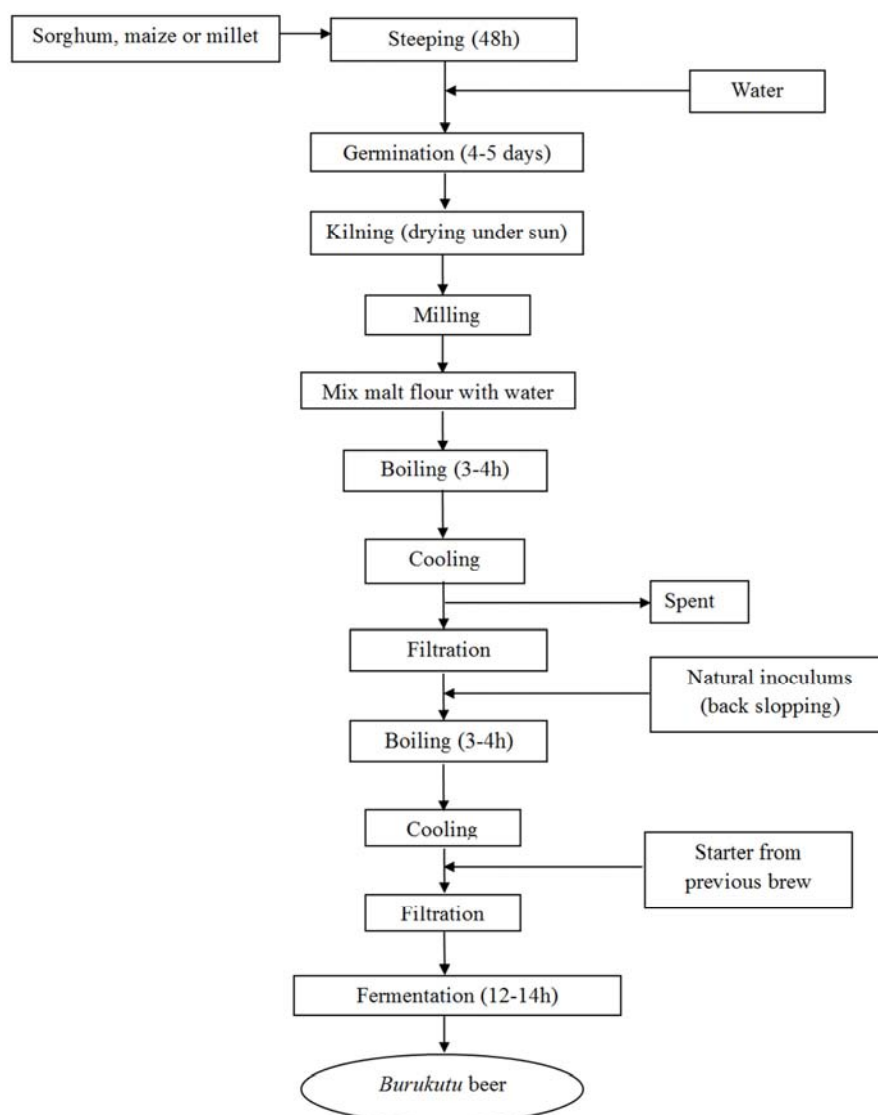 Sorghum, maize or millet
Steeping (48h)
Water
Germination (4-5 days)
Kilning (drying under sun)
Milling
Mix malt flour with water
Boiling (3-4h)
Cooling
Spent
Filtration
Natural inoculums
(back slopping)
Boiling (3-4h)
Cooling
Starter from
previous brew
Filtration
Fermentation (12-14h)
Burukutu beer